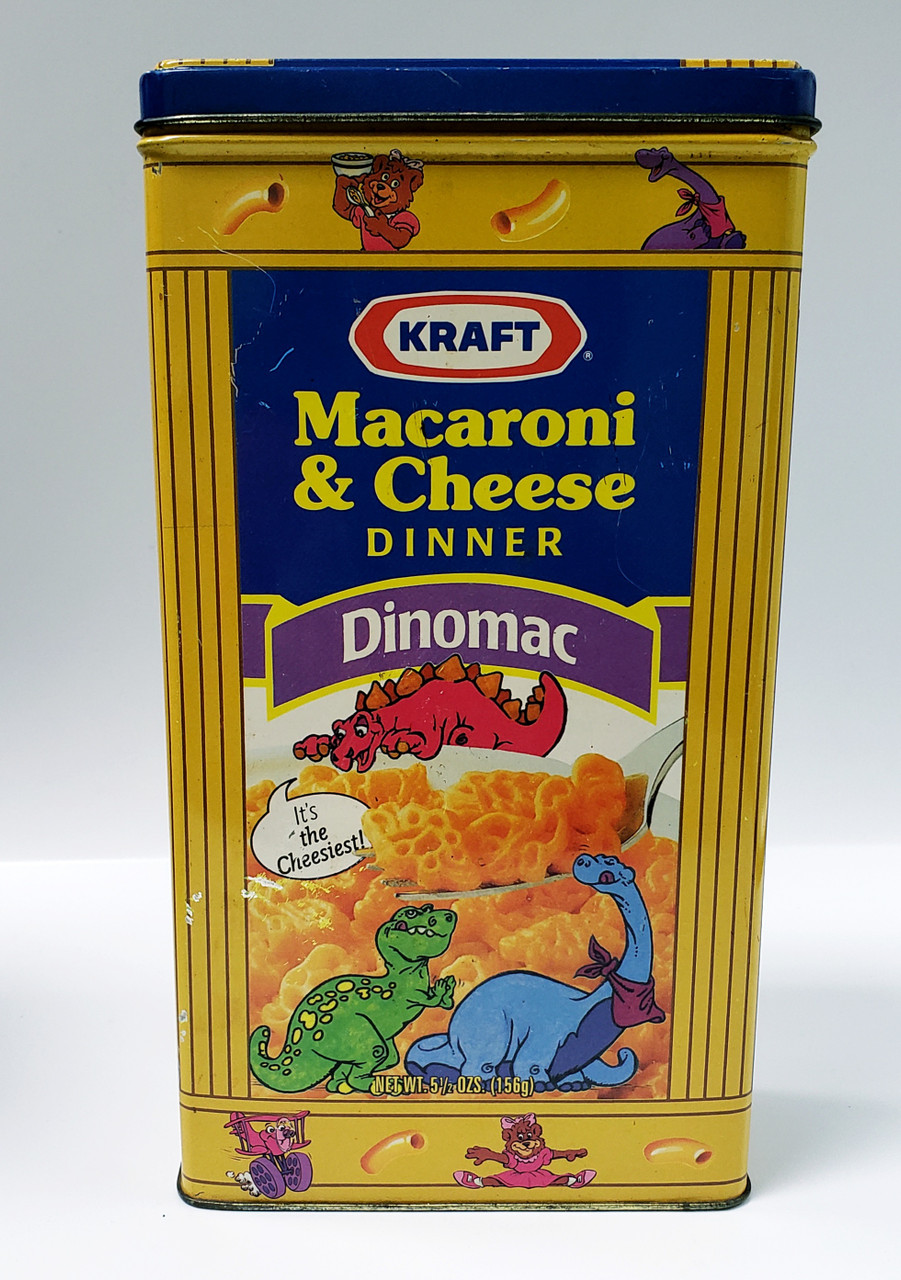 KRAFT ®
Macaroni
& Cheese
DINNER
Dinomac
It's
the
Cheesiest!
NET WT. 5 1/2 OZS. (156g)